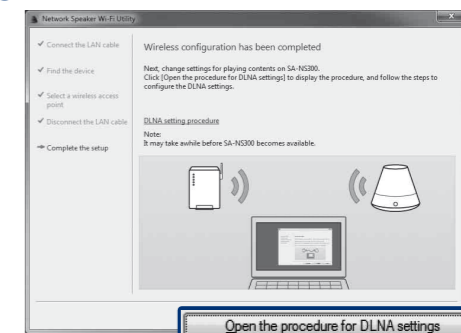 Network Speaker Wi-Fi Utility
Connect the LAN cable
Find the device
Select a wireless access
point
Disconnect the LAN cable
Complete the setup
Wireless configuration has been completed
Next, change settings for playing contents on SA-NS300.
Click [Open the procedure for DLNA settings] to display the procedure, and follow the steps to
configure the DLNA settings.
DLNA setting procedure
Note:
It may take awhile before SA-NS300 becomes available.
Open the procedure for DLNA settings